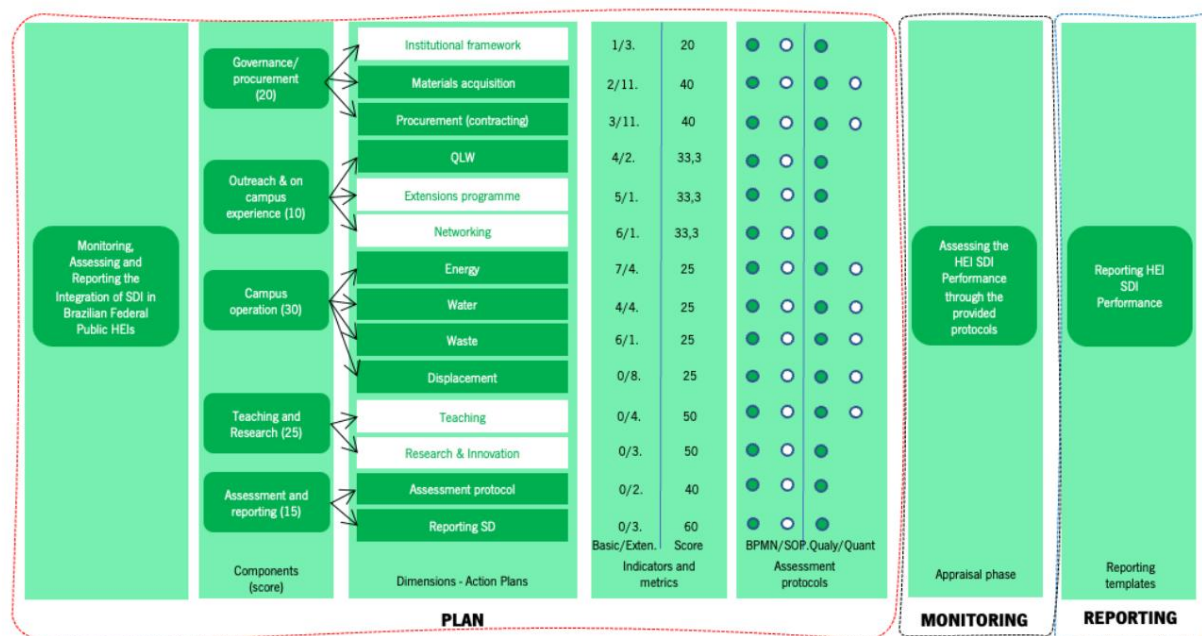 Monitoring,
Assessing and
Reporting the
Integration of SDI in
Brazilian Federal
Public HEIs
Governance/
procurement
(20)
Outreach & on
campus
experience (10)
Campus
operation (30)
Teaching and
Research (25)
Assessment and
reporting (15)
Components
(score)
Institutional framework
Materials acquisition
Procurement (contracting)
QLW
Extensions programme
Networking
Energy
Water
Waste
Displacement
Teaching
Research & Innovation
Assessment protocol
Reporting SD
Dimensions - Action Plans
1/3. 20
2/11. 40
3/11. 40
4/2. 33,3
5/1. 33,3
6/1. 33,3
7/4. 25
4/4. 25
6/1. 25
0/8. 25
0/4. 50
0/3. 50
0/2. 40
0/3. 60
Basic/Exten. Score
Indicators and
metrics
BPMN/SOP.Qualy/Quant
Assessment
protocols
Assessing the
HEI SDI
Performance
through the
provided
protocols
Appraisal phase
Reporting HEI
SDI
Performance
Reporting
templates
PLAN
MONITORING
REPORTING